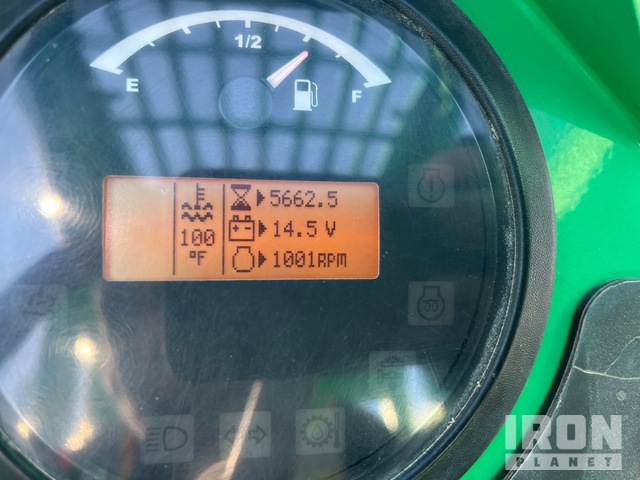 E 1/2 F
5662.5
100 14.5 V
°F 1001RPM
IRON
PLANET